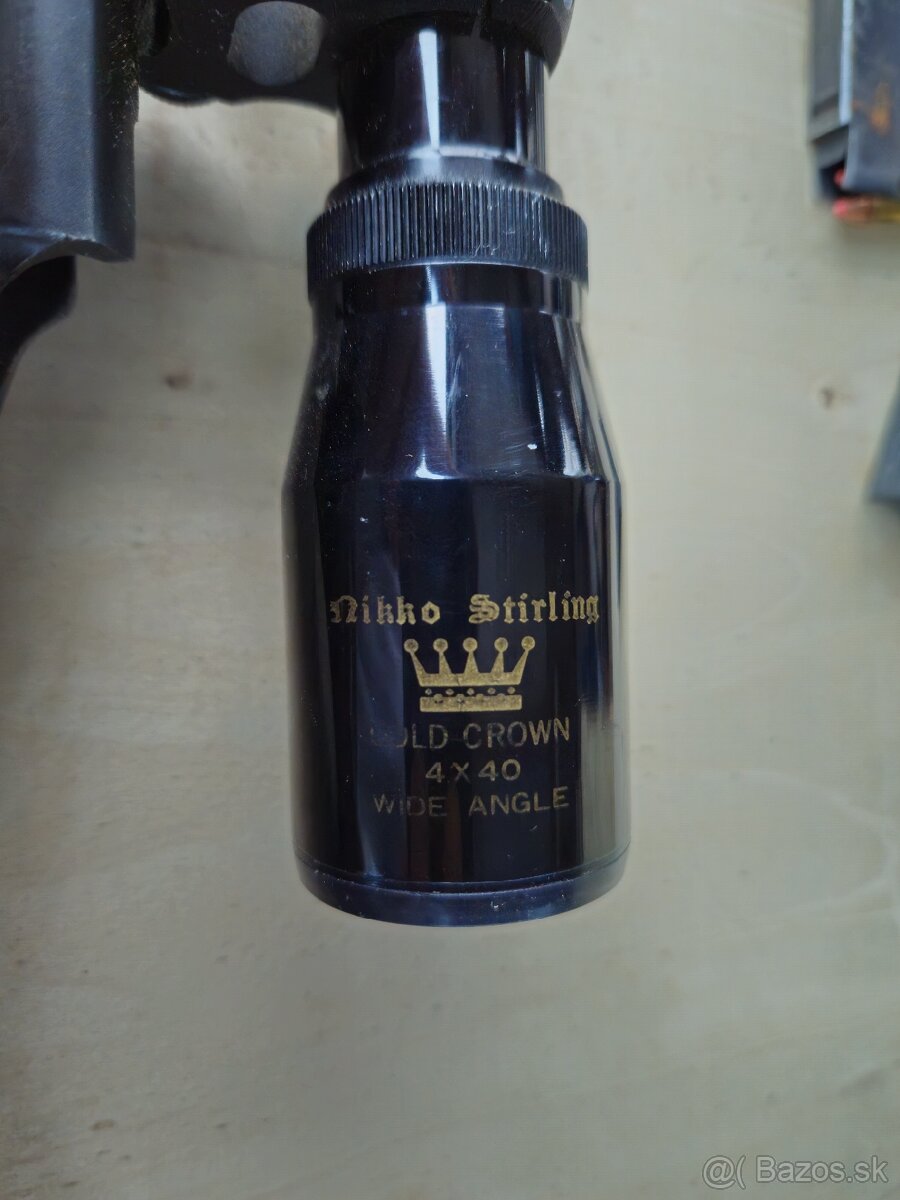 Nikko Stirling
GOLD CROWN
4X40
WIDE ANGLE
@( Bazos.sk